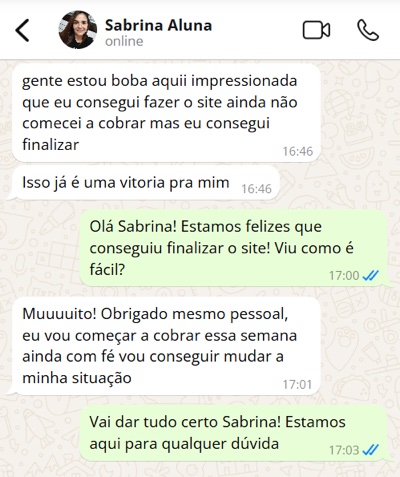 Sabrina Aluna
online
gente estou boba aquii impressionada
que eu consegui fazer o site ainda não
comecei a cobrar mas eu consegui
finalizar
16:46
Isso já é uma vitoria pra mim
16:46
Olá Sabrina! Estamos felizes que
conseguiu finalizar o site! Viu como é
fácil?
17:00
Muuuuito! Obrigado mesmo pessoal,
eu vou começar a cobrar essa semana
ainda com fé vou conseguir mudar a
minha situação
17:01
Vai dar tudo certo Sabrina! Estamos
aqui para qualquer dúvida
17:03